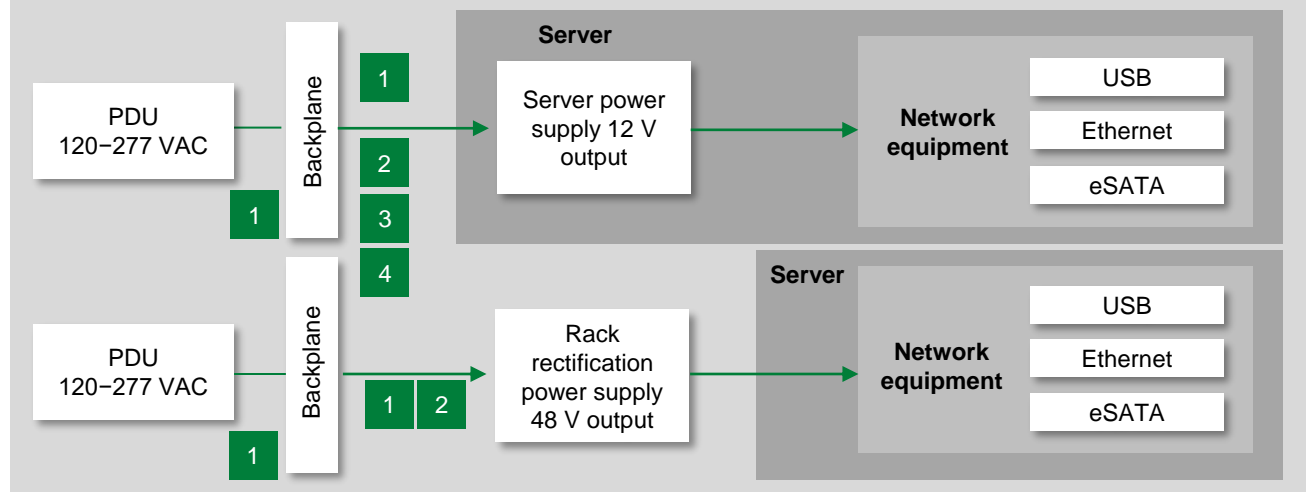 Server
PDU
120−277 VAC
1
Backplane
1
2
3
4
Server power
supply 12 V
output
Network
equipment
USB
Ethernet
eSATA
PDU
120−277 VAC
1
Backplane
1
2
Rack
rectification
power supply
48 V output
Server
Network
equipment
USB
Ethernet
eSATA